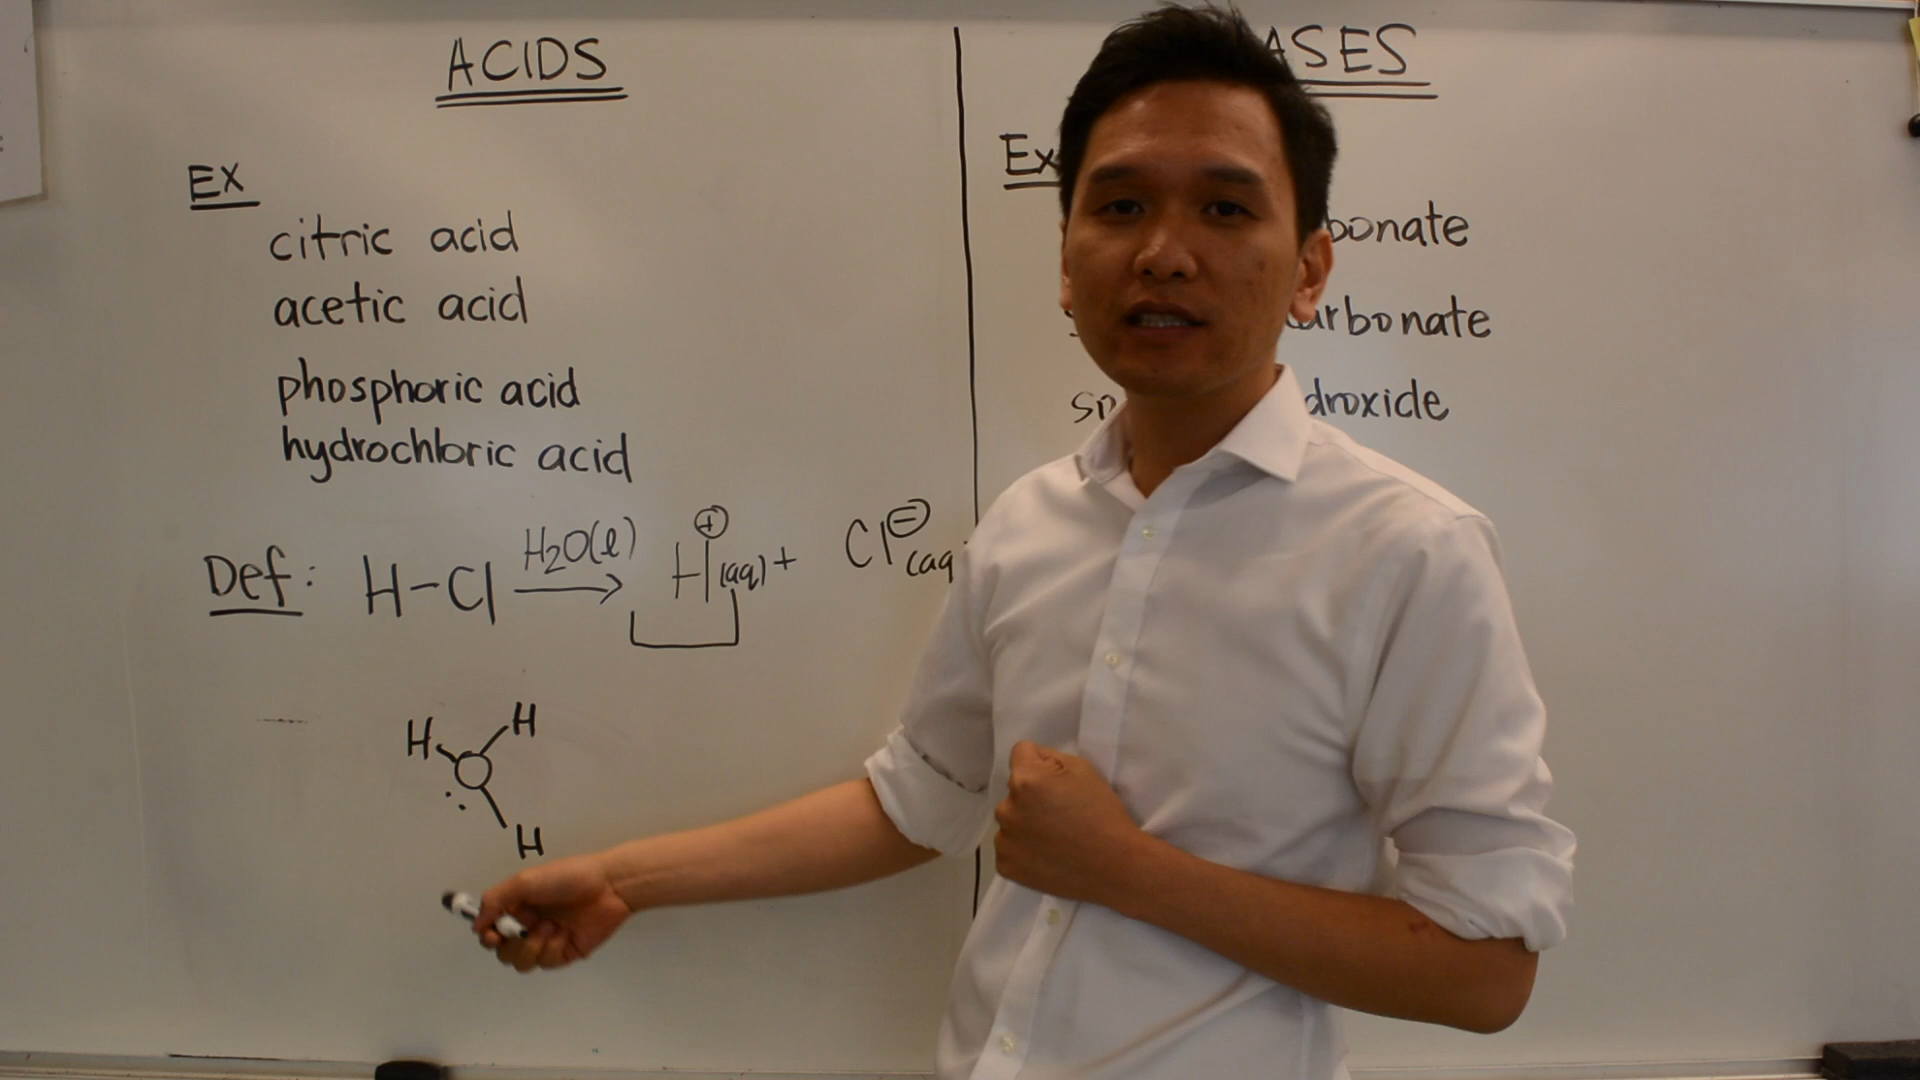 ACIDS
EX
citric acid
acetic acid
phosphoric acid
hydrochloric acid
Def: H-Cl H2O(l) → H⊕(aq) + Cl⊖(aq
H H
O
H
ASES
Ex
bonate
arbonate
so droxide